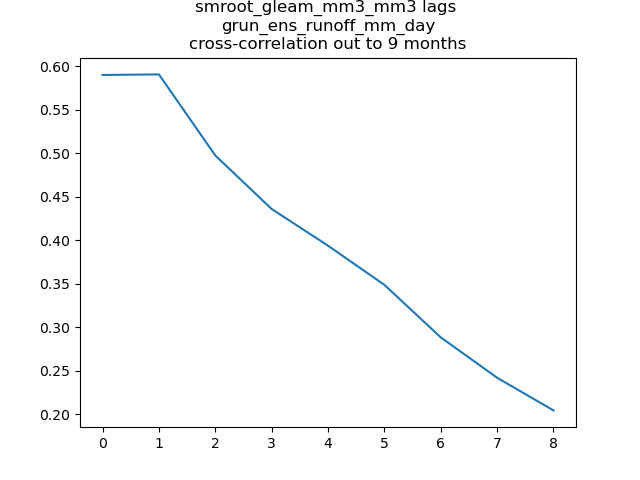 smroot_gleam_mm3_mm3 lags
grun_ens_runoff_mm_day
cross-correlation out to 9 months
0.60
0.55
0.50
0.45
0.40
0.35
0.30
0.25
0.20
0 1 2 3 4 5 6 7 8